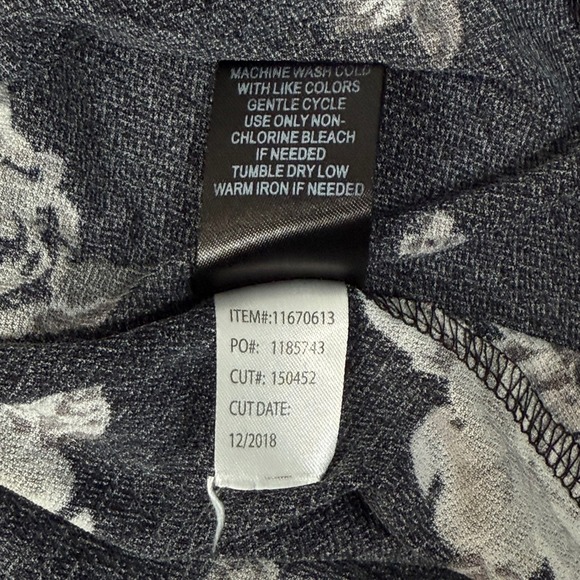 MACHINE WASH COLD
WITH LIKE COLORS
GENTLE CYCLE
USE ONLY NON-
CHLORINE BLEACH
IF NEEDED
TUMBLE DRY LOW
WARM IRON IF NEEDED
ITEM#:11670613
PO#: 1185743
CUT#: 150452
CUT DATE:
12/2018